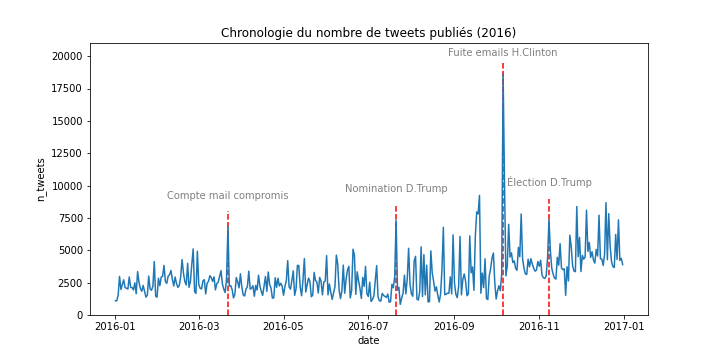 Chronologie du nombre de tweets publiés (2016)
20000
17500
15000
12500
10000
7500
5000
2500
0
n_tweets
Fuite emails H.Clinton
Compte mail compromis
Nomination D.Trump
Élection D.Trump
2016-01
2016-03
2016-05
2016-07
2016-09
2016-11
2017-01
date